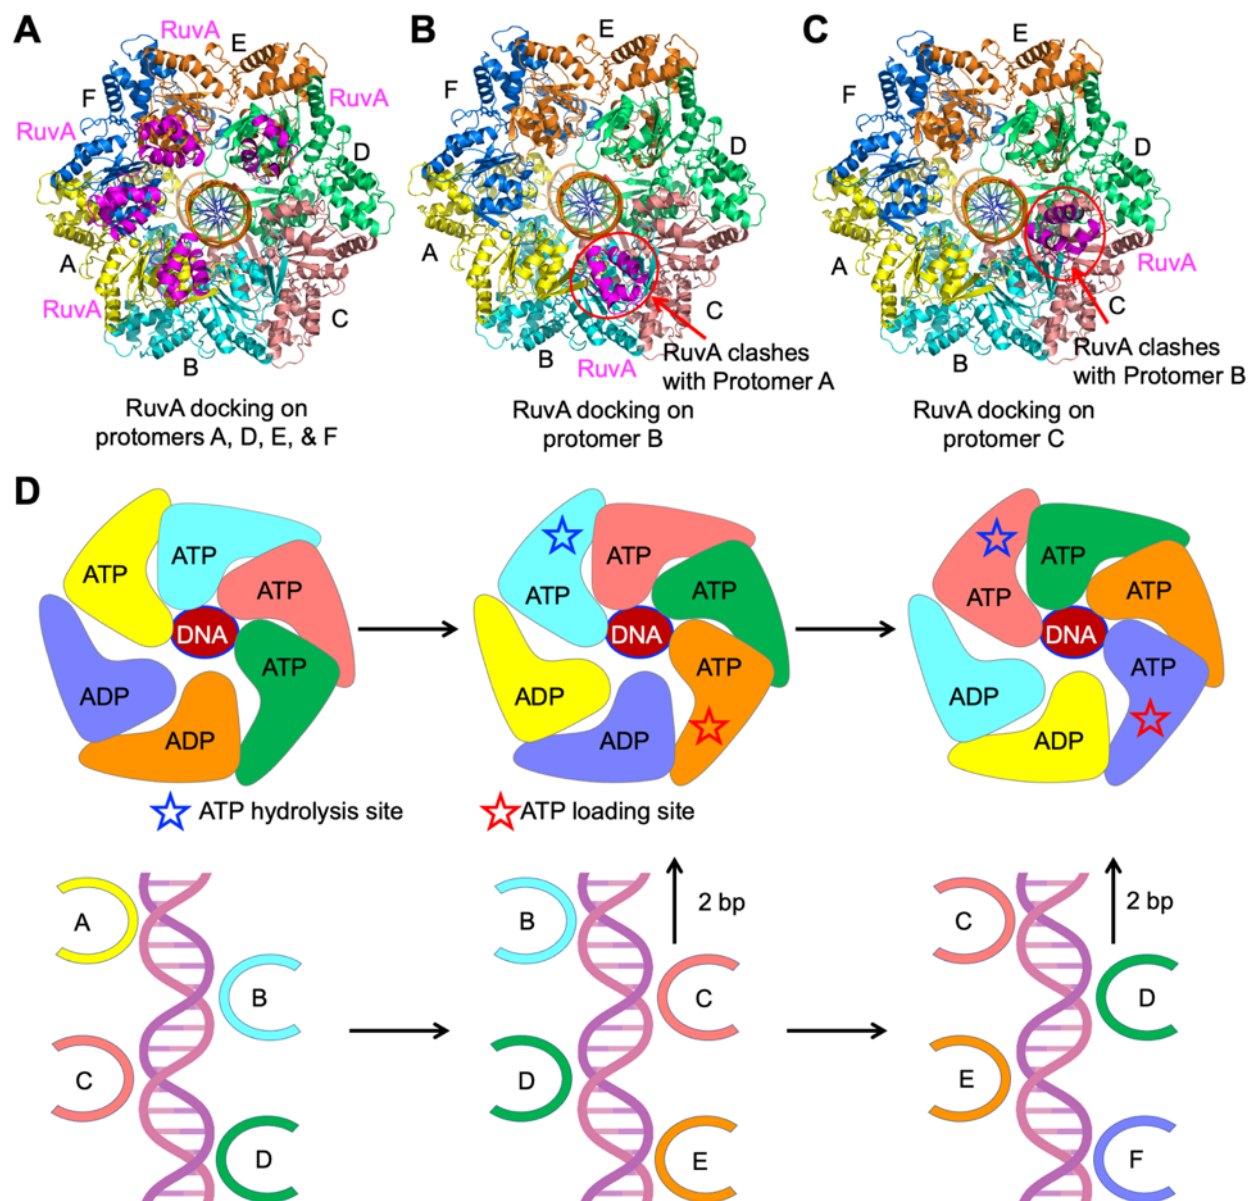 A
RuvA
E
RuvA
F
RuvA
D
A
RuvA
C
B
RuvA docking on
protomers A, D, E, & F
B
E
F
D
A
C
B
RuvA
RuvA clashes
with Protomer A
RuvA docking on
protomer B
C
E
F
D
A
RuvA
C
B
RuvA clashes
with Protomer B
RuvA docking on
protomer C
D
ATP
ATP
ATP
DNA
ATP
ADP
ADP
ATP
ATP
ATP
DNA
ATP
ADP
ATP
ATP
ATP
DNA
ATP
ADP
ADP
ATP hydrolysis site
ATP loading site
A
B
C
D
2 bp
B
C
D
E
2 bp
C
D
E
F